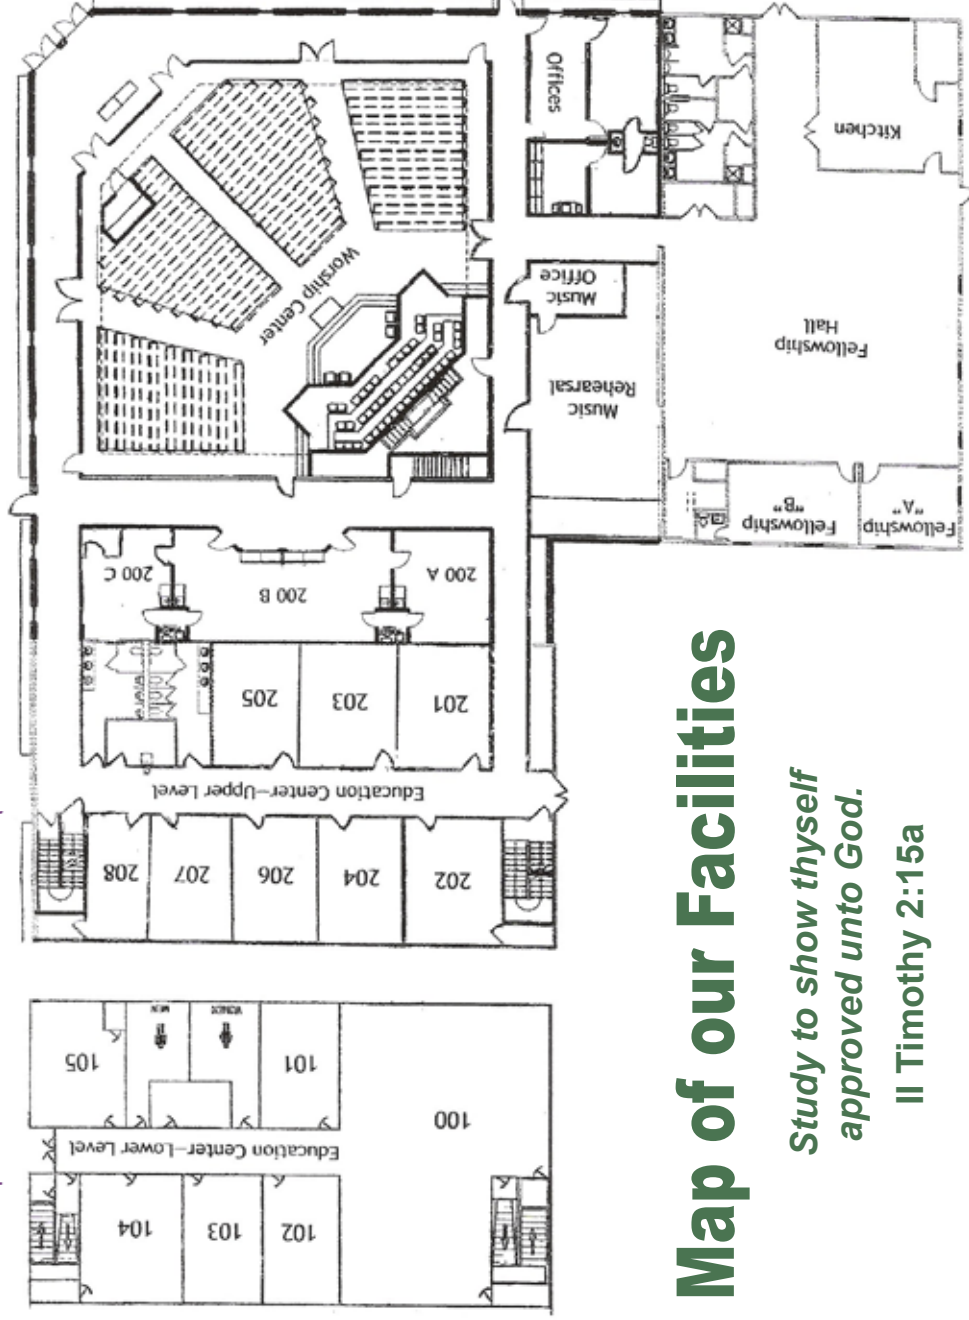 Offices
Kitchen
Worship Center
Music
Office
Music
Rehearsal
Fellowship
Hall
Fellowship
"B"
Fellowship
"A"
200 C
200 B
200 A
205
203
201
Education Center–Upper Level
208
207
206
204
202
105
MEN
WOMEN
101
100
Education Center–Lower Level
104
103
102
Map of our Facilities
Study to show thyself
approved unto God.
II Timothy 2:15a